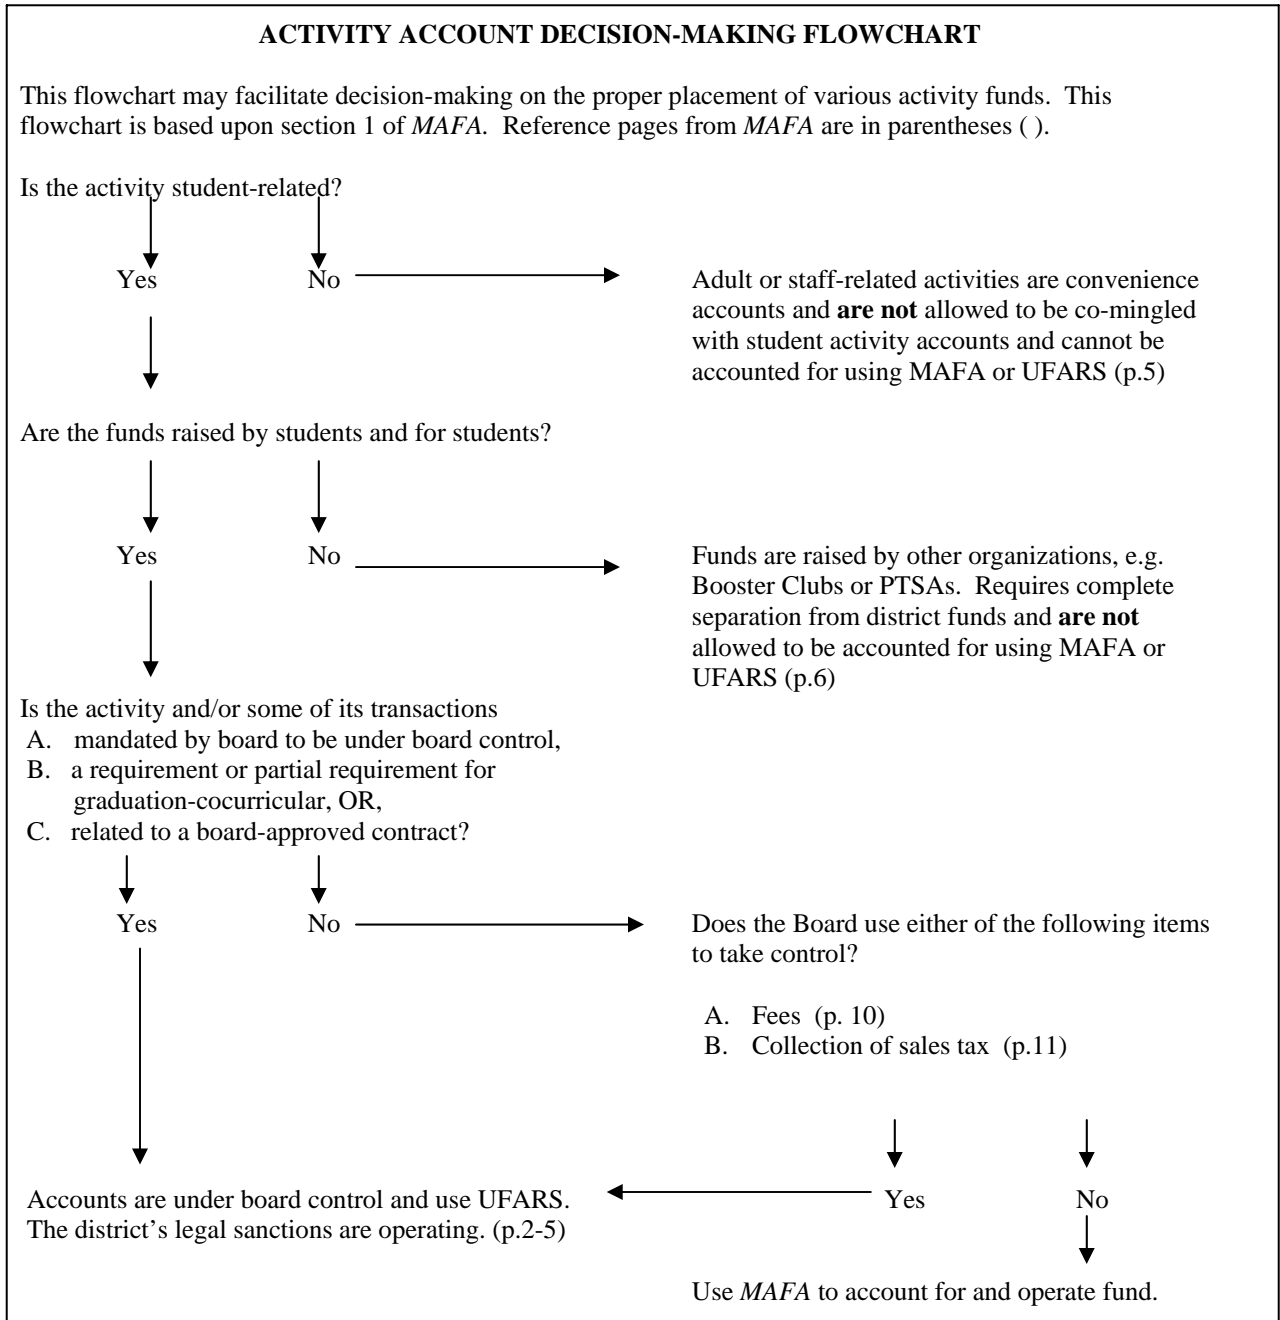 ACTIVITY ACCOUNT DECISION-MAKING FLOWCHART
This flowchart may facilitate decision-making on the proper placement of various activity funds.  This
flowchart is based upon section 1 of MAFA.  Reference pages from MAFA are in parentheses ( ).
Is the activity student-related?
Yes
No
Adult or staff-related activities are convenience
accounts and are not allowed to be co-mingled
with student activity accounts and cannot be
accounted for using MAFA or UFARS (p.5)
Are the funds raised by students and for students?
Yes
No
Funds are raised by other organizations, e.g.
Booster Clubs or PTSAs.  Requires complete
separation from district funds and are not
allowed to be accounted for using MAFA or
UFARS (p.6)
Is the activity and/or some of its transactions
A. mandated by board to be under board control,
B. a requirement or partial requirement for
graduation-cocurricular, OR,
C. related to a board-approved contract?
Yes
No
Does the Board use either of the following items
to take control?
A. Fees  (p. 10)
B. Collection of sales tax  (p.11)
Yes
No
Accounts are under board control and use UFARS.
The district’s legal sanctions are operating. (p.2-5)
Use MAFA to account for and operate fund.